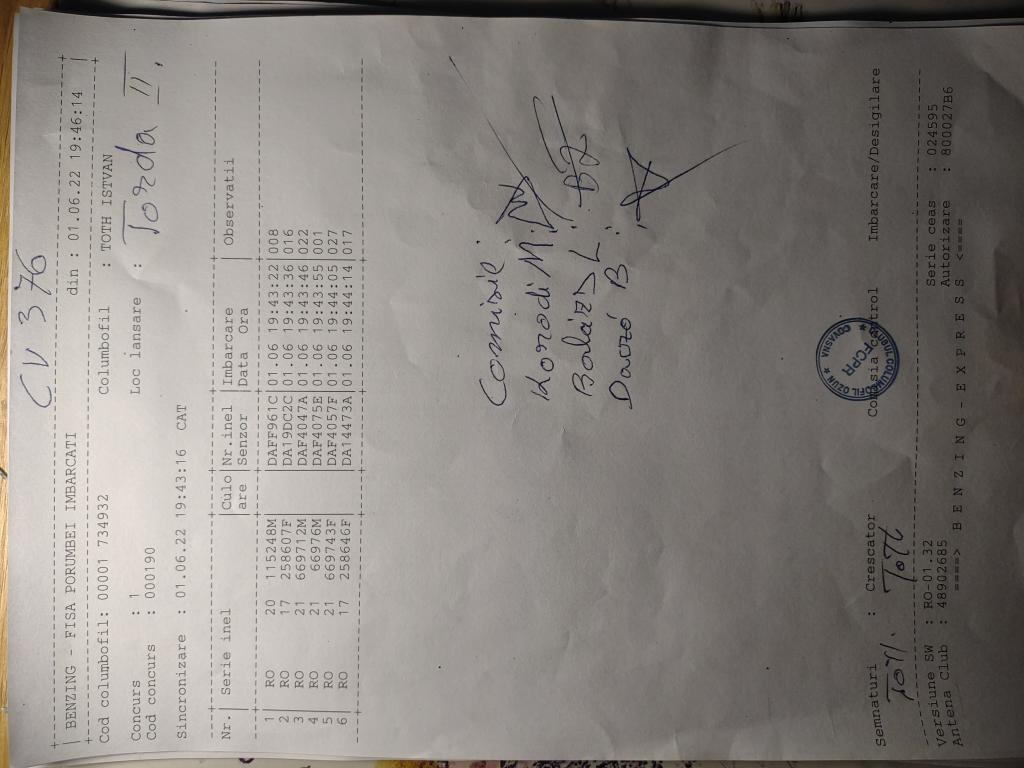 CV 376
BENZING - FISA PORUMBEI IMBARCATI din : 01.06.22 19:46:14
Cod columbofil: 00001 734932 Columbofil : TOTH ISTVAN
Concurs : 1 Loc lansare : Torda III.
Cod concurs : 000190
Sincronizare : 01.06.22 19:43:16 CAT
Nr.| Serie inel |Culo|Nr.inel |Imbarcare | Observatii
| |are |Senzor |Data Ora |
1 | RO 20 115248M | |DAFF961C|01.06 19:43:22|008
2 | RO 17 258607F | |DA19DC2C|01.06 19:43:36|016
3 | RO 21 669712M | |DAF4047A|01.06 19:43:46|022
4 | RO 21 66976M | |DAF4075E|01.06 19:43:55|001
5 | RO 21 669743F | |DAF4057F|01.06 19:44:05|027
6 | RO 17 258646F | |DA14473A|01.06 19:44:14|017
Comisie:
Korodi M.
Balázs L.
Daczó B.
Semnaturi : Crescator Comisia Control Imbarcare/Desigilare
Toth
COLUMBOFIL OZUN
COVASNA
FCPR
Versiune SW : RO-01.32 Serie ceas : 024595
Antena Club : 48902685 Autorizare : 800027B6
====> B E N Z I N G - E X P R E S S <====